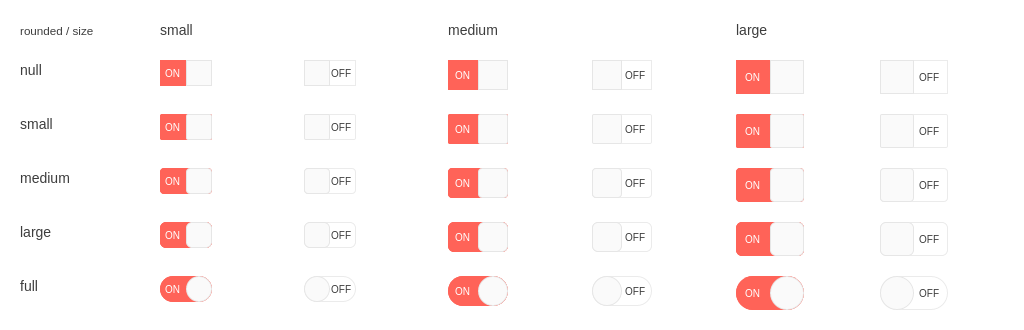 rounded / size small medium large
null ON OFF ON OFF ON OFF
small ON OFF ON OFF ON OFF
medium ON OFF ON OFF ON OFF
large ON OFF ON OFF ON OFF
full ON OFF ON OFF ON OFF